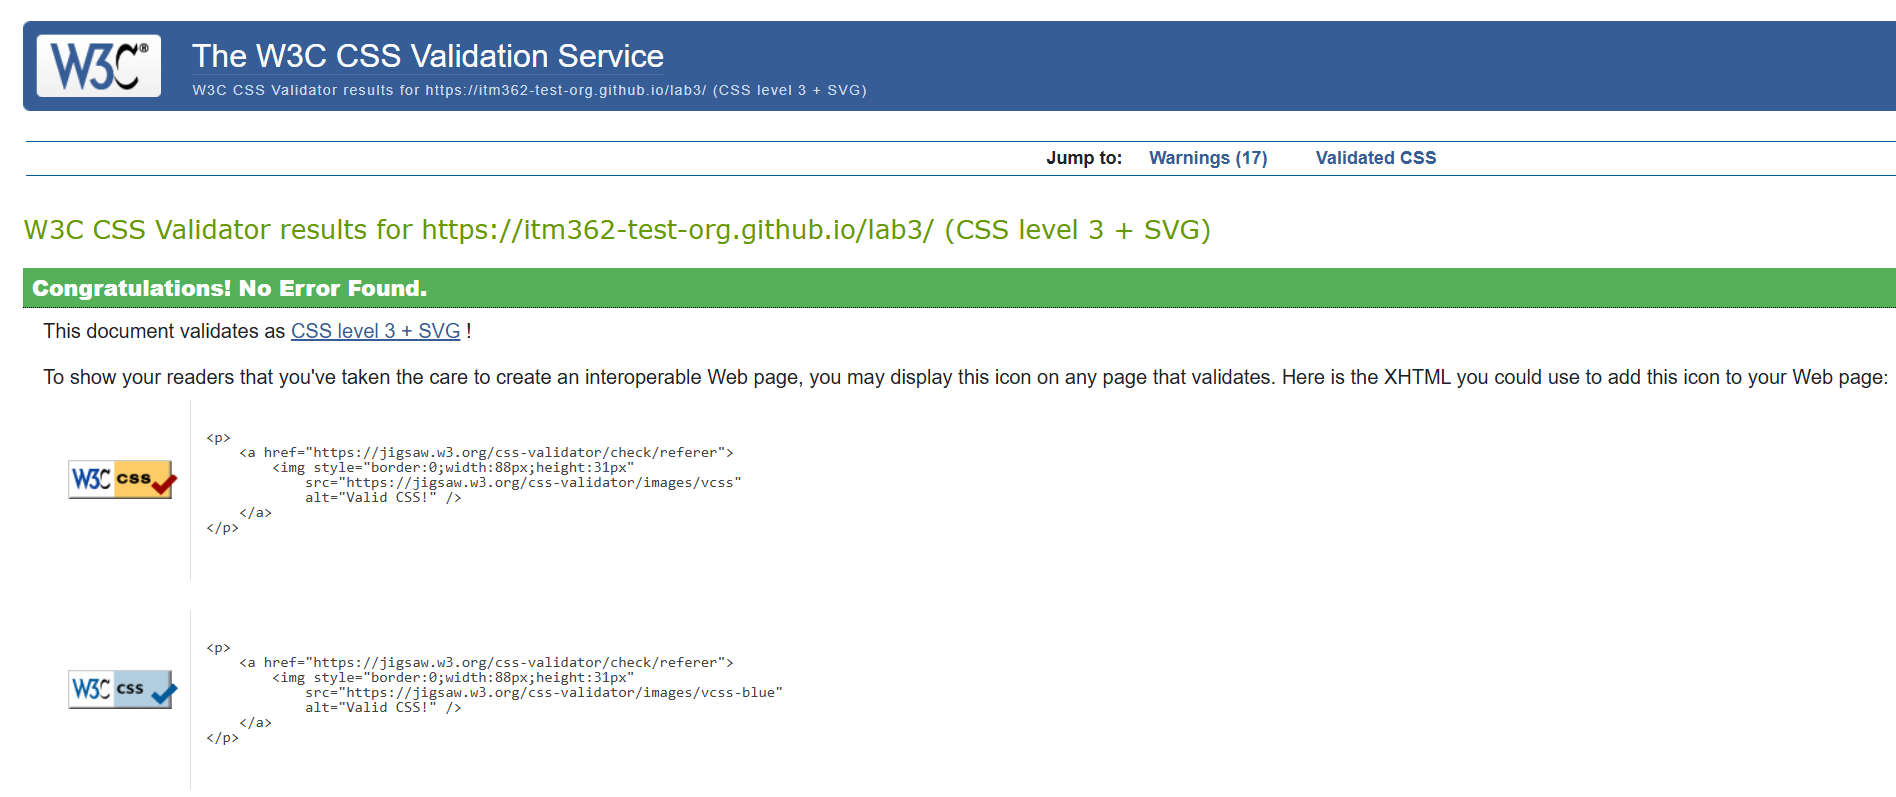 W3C®
The W3C CSS Validation Service
W3C CSS Validator results for https://itm362-test-org.github.io/lab3/ (CSS level 3 + SVG)
Jump to: Warnings (17) Validated CSS
W3C CSS Validator results for https://itm362-test-org.github.io/lab3/ (CSS level 3 + SVG)
Congratulations! No Error Found.
This document validates as CSS level 3 + SVG !
To show your readers that you've taken the care to create an interoperable Web page, you may display this icon on any page that validates. Here is the XHTML you could use to add this icon to your Web page:
W3C css
<p>
    <a href="https://jigsaw.w3.org/css-validator/check/referer">
        <img style="border:0;width:88px;height:31px"
            src="https://jigsaw.w3.org/css-validator/images/vcss"
            alt="Valid CSS!" />
    </a>
</p>
W3C css
<p>
    <a href="https://jigsaw.w3.org/css-validator/check/referer">
        <img style="border:0;width:88px;height:31px"
            src="https://jigsaw.w3.org/css-validator/images/vcss-blue"
            alt="Valid CSS!" />
    </a>
</p>